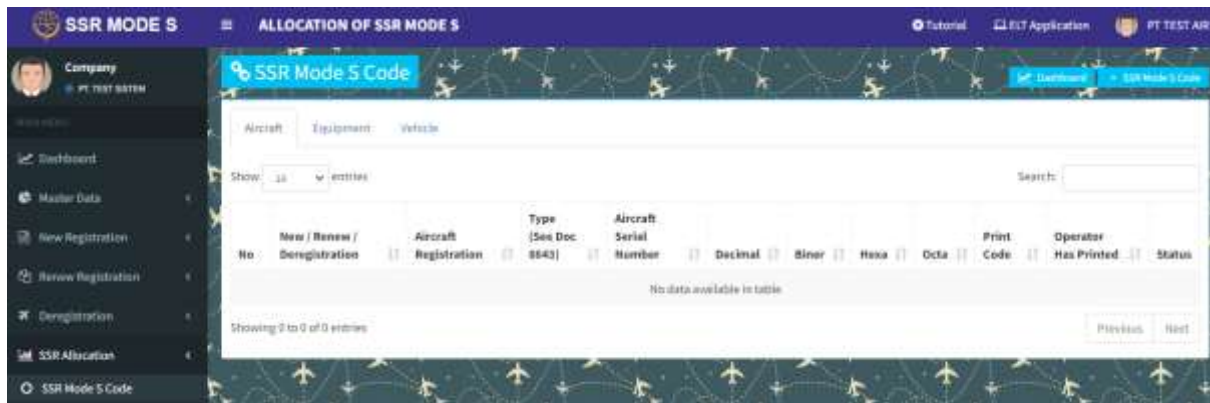 SSR MODE S
ALLOCATION OF SSR MODE S
Tutorial
ELT Application
PT TEST AIR
Company
PT TEST SISTEM
MAIN MENU
Dashboard
Master Data
New Registration
Renew Registration
Deregistration
SSR Allocation
SSR Mode S Code
SSR Mode S Code
Dashboard
SSR Mode S Code
Aircraft Equipment Vehicle
Show 10 entries
Search:
No
New / Renew / Deregistration
Aircraft Registration
Type (See Doc 8643)
Aircraft Serial Number
Decimal
Biner
Hexa
Octa
Print Code
Operator Has Printed
Status
No data available in table
Showing 0 to 0 of 0 entries
Previous Next